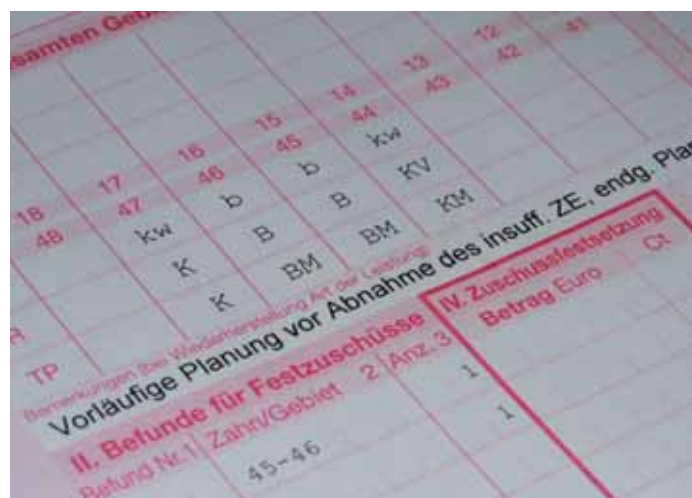 samten Gebi
18 17 16 15 14 13 12
48 47 46 45 44 43 42 41
kw b b kw
R K B B KV
TP K BM BM KM
Bemerkungen (bei Wiederherstellung Art der Leistung)
Vorläufige Planung vor Abnahme des insuff. ZE, endg. Plan
II. Befunde für Festzuschüsse
IV. Zuschussfestsetzung
Befund Nr.1 Zahn/Gebiet 2 Anz.3
Betrag Euro Ct
1
45-46 1